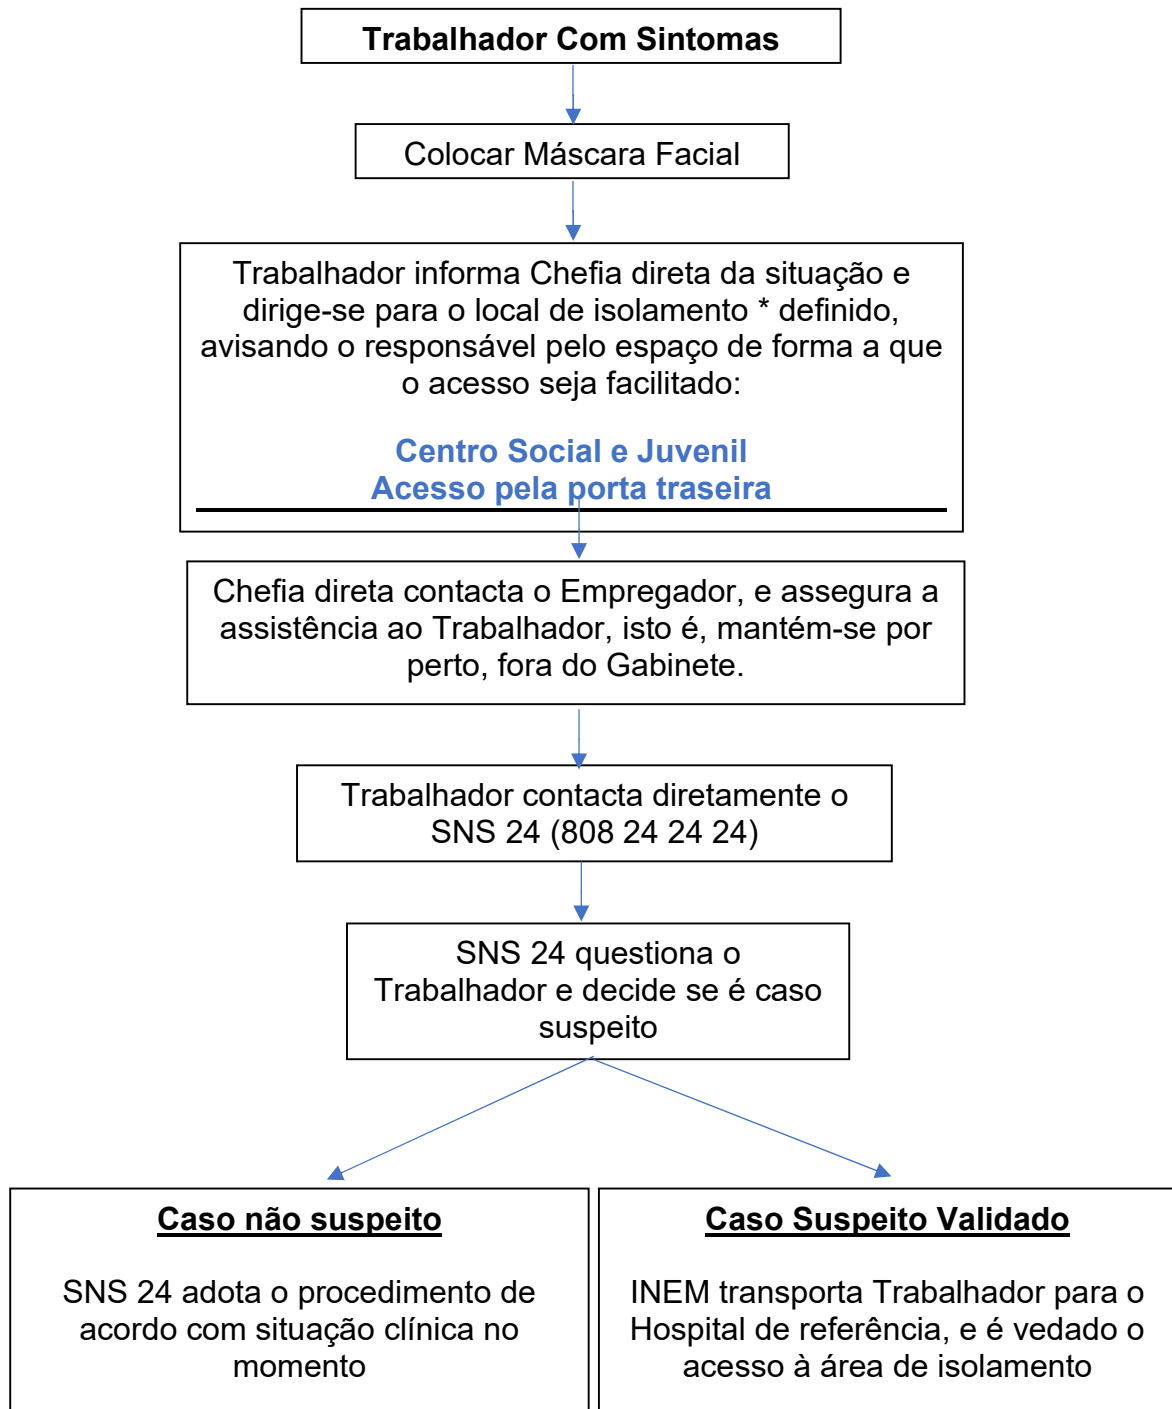 Trabalhador Com Sintomas
Colocar Máscara Facial
Trabalhador informa Chefia direta da situação e
dirige-se para o local de isolamento * definido,
avisando o responsável pelo espaço de forma a que
o acesso seja facilitado:
Centro Social e Juvenil
Acesso pela porta traseira
Chefia direta contacta o Empregador, e assegura a
assistência ao Trabalhador, isto é, mantém-se por
perto, fora do Gabinete.
Trabalhador contacta diretamente o
SNS 24 (808 24 24 24)
SNS 24 questiona o
Trabalhador e decide se é caso
suspeito
Caso não suspeito
SNS 24 adota o procedimento de
acordo com situação clínica no
momento
Caso Suspeito Validado
INEM transporta Trabalhador para o
Hospital de referência, e é vedado o
acesso à área de isolamento